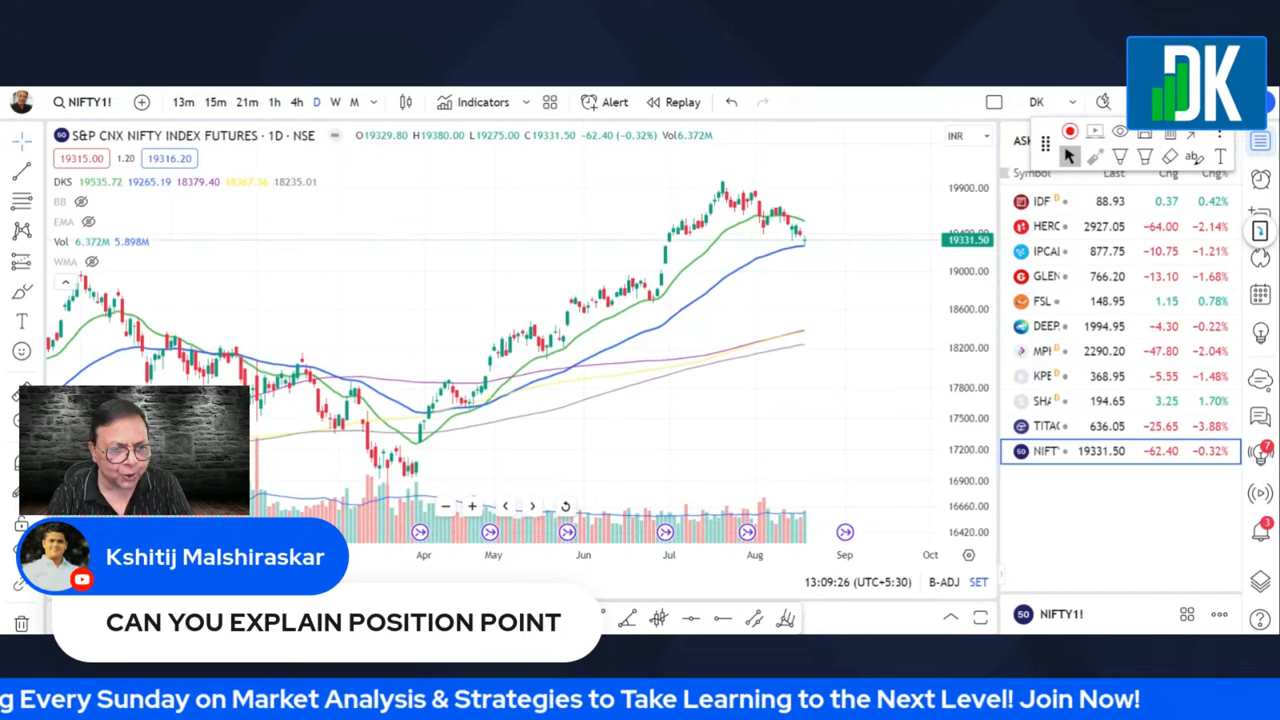 DK
NIFTY1!
13m 15m 21m 1h 4h D W M
Indicators
Alert
Replay
DK
S&P CNX NIFTY INDEX FUTURES · 1D · NSE
O19329.80 H19380.00 L19275.00 C19331.50 −62.40 (−0.32%) Vol6.372M
INR
19315.00 1.20 19316.20
DKS 19535.72 19265.19 18379.40 18367.36 18235.01
BB
EMA
Vol 6.372M 5.898M
WMA
19900.00
19331.50
19000.00
18600.00
18200.00
17800.00
17500.00
17200.00
16900.00
16660.00
16420.00
Apr May Jun Jul Aug Sep Oct
13:09:26 (UTC+5:30) B-ADJ SET
Symbol Last Chg Chg%
IDF D 88.93 0.37 0.42%
HERC 2927.05 −64.00 −2.14%
IPCAI 877.75 −10.75 −1.21%
GLEN 766.20 −13.10 −1.68%
FSL 148.95 1.15 0.78%
DEEP 1994.95 −4.30 −0.22%
MPI D 2290.20 −47.80 −2.04%
KPE D 368.95 −5.55 −1.48%
SHA D 194.65 3.25 1.70%
TITAG 636.05 −25.65 −3.88%
NIFT 19331.50 −62.40 −0.32%
50 NIFTY1!
7
3
Kshitij Malshiraskar
CAN YOU EXPLAIN POSITION POINT
g Every Sunday on Market Analysis & Strategies to Take Learning to the Next Level! Join Now!